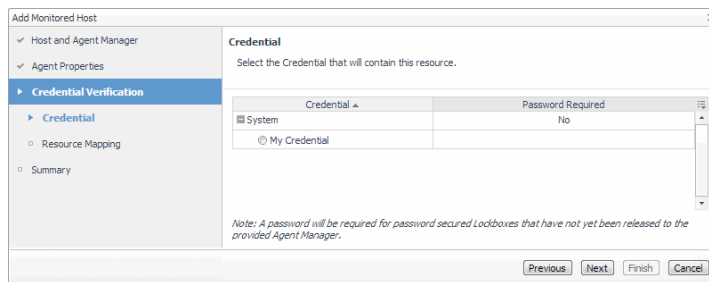 Add Monitored Host
Host and Agent Manager
Agent Properties
Credential Verification
Credential
Resource Mapping
Summary
Credential
Select the Credential that will contain this resource.
Credential Password Required
System No
My Credential
Note: A password will be required for password secured Lockboxes that have not yet been released to the
provided Agent Manager.
Previous Next Finish Cancel